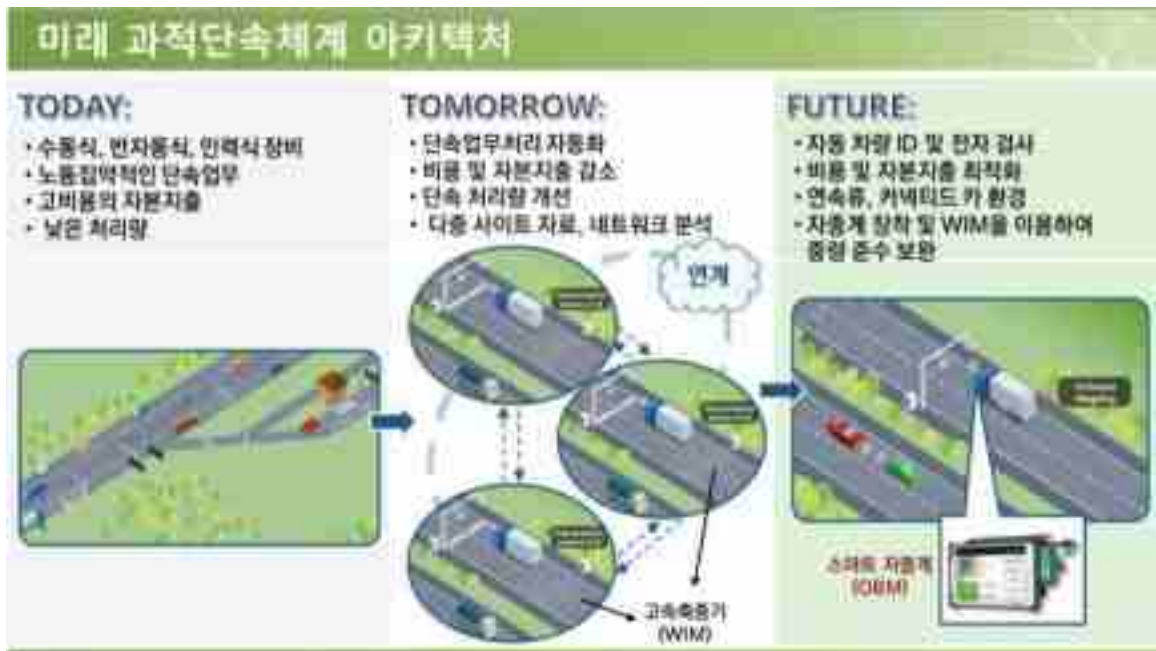 미래 과적단속체계 아키텍처
TODAY:
• 수동식, 반자동식, 인력식 장비
• 노동집약적인 단속업무
• 고비용의 자본지출
• 낮은 처리량
TOMORROW:
• 단속업무처리 자동화
• 비용 및 자본지출 감소
• 단속 처리량 개선
• 다중 사이트 자료, 네트워크 분석
연계
고속축중기
(WIM)
FUTURE:
• 자동 차량 ID 및 전자 검사
• 비용 및 자본지출 최적화
• 연속류, 커넥티드 카 환경
• 자중계 장착 및 WIM을 이용하여
중량 준수 보완
스마트 자중계
(OBM)